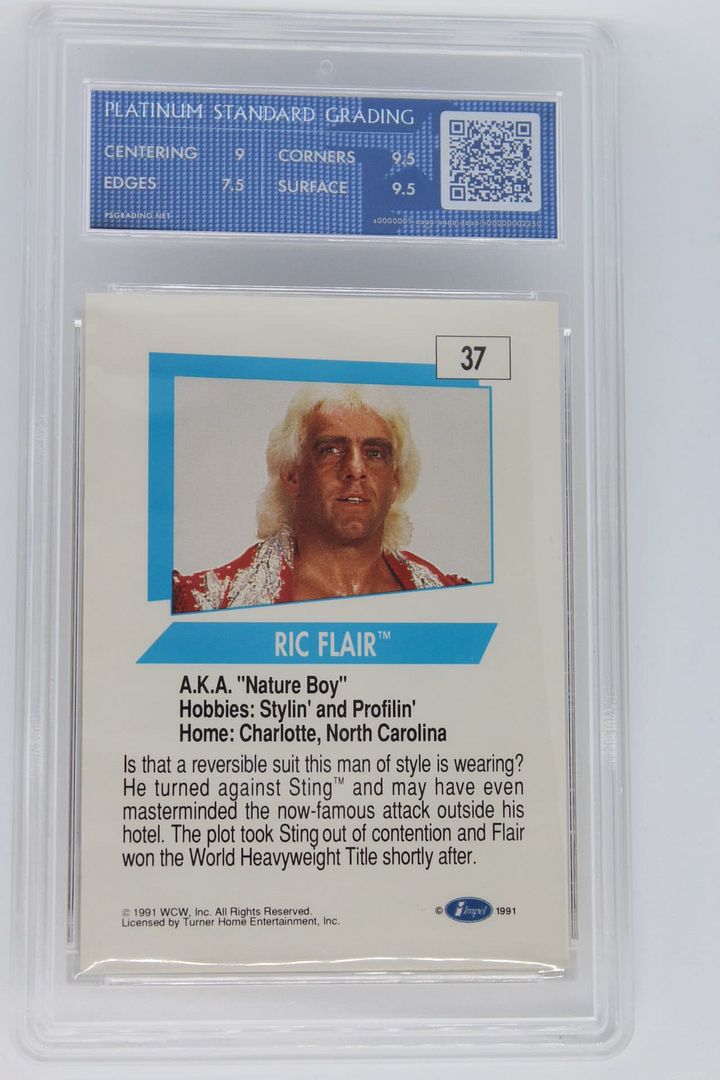 PLATINUM STANDARD GRADING
CENTERING 9 CORNERS 9.5
EDGES 7.5 SURFACE 9.5
PSGRADING.NET
37
RIC FLAIR™
A.K.A. "Nature Boy"
Hobbies: Stylin' and Profilin'
Home: Charlotte, North Carolina
Is that a reversible suit this man of style is wearing?
He turned against Sting™ and may have even
masterminded the now-famous attack outside his
hotel. The plot took Sting out of contention and Flair
won the World Heavyweight Title shortly after.
© 1991 WCW, Inc. All Rights Reserved.
Licensed by Turner Home Entertainment, Inc.
© Impel 1991